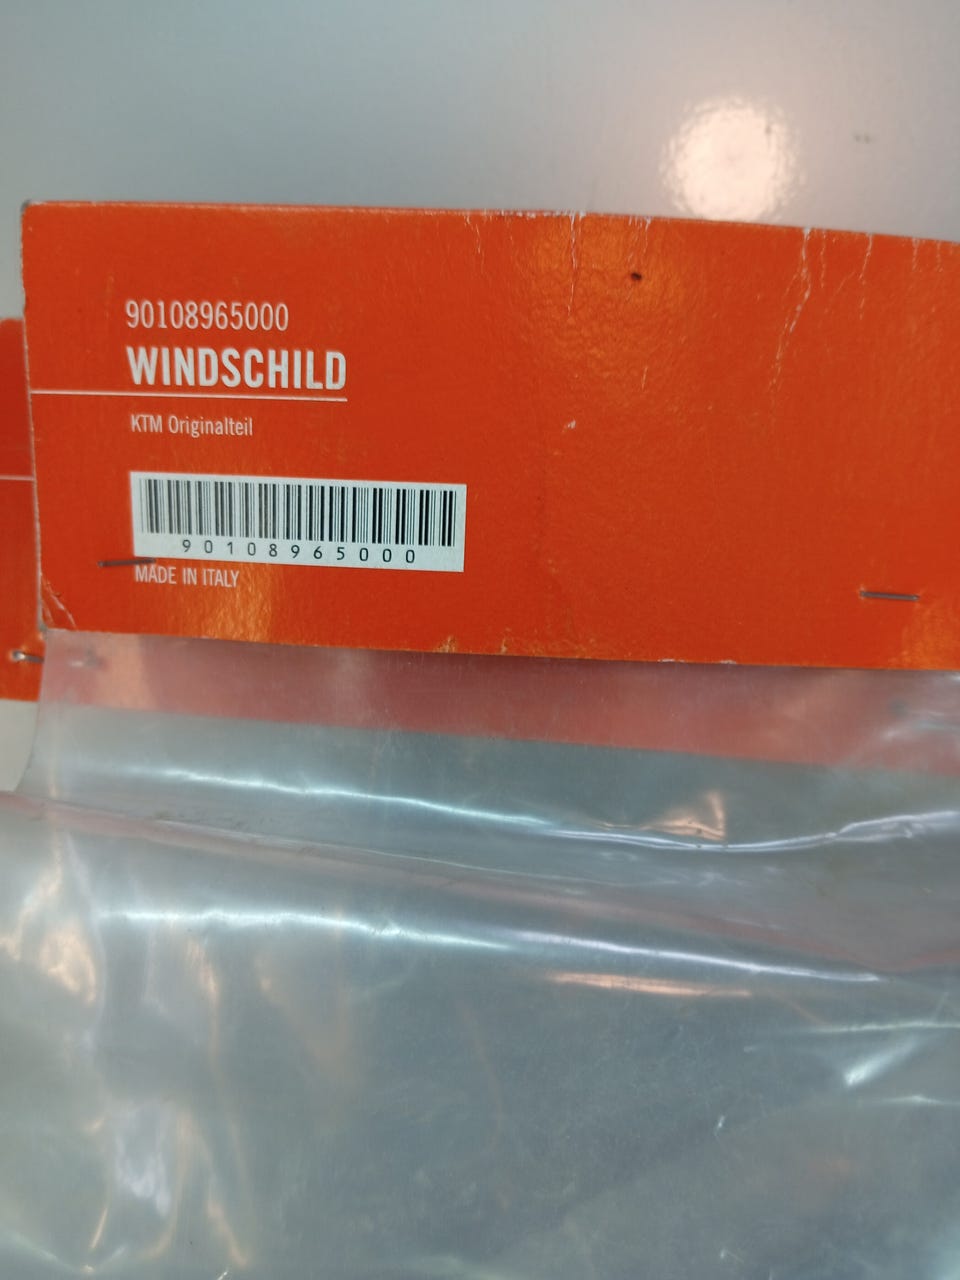 90108965000
WINDSCHILD
KTM Originalteil
90108965000
MADE IN ITALY